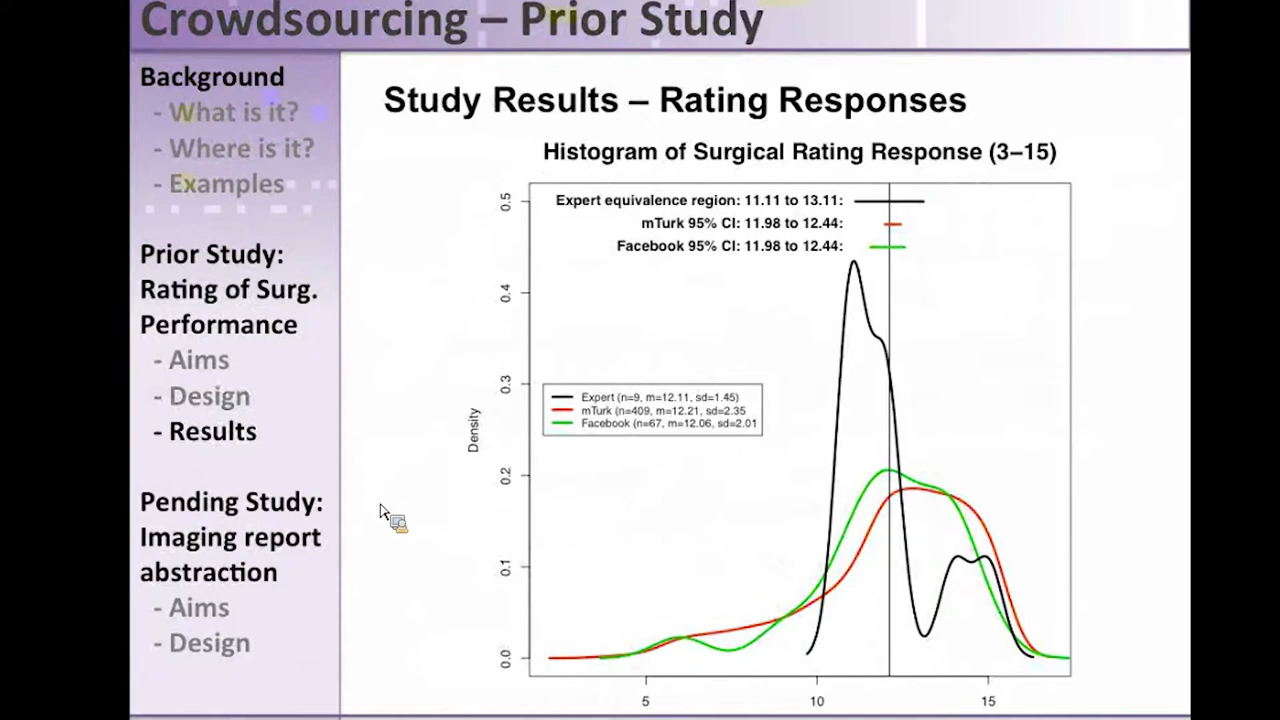 Crowdsourcing – Prior Study
Background
- What is it?
- Where is it?
- Examples
Prior Study:
Rating of Surg.
Performance
- Aims
- Design
- Results
Pending Study:
Imaging report
abstraction
- Aims
- Design
Study Results – Rating Responses
Histogram of Surgical Rating Response (3–15)
Expert equivalence region: 11.11 to 13.11:
mTurk 95% CI: 11.98 to 12.44:
Facebook 95% CI: 11.98 to 12.44:
Expert (n=9, m=12.11, sd=1.45)
mTurk (n=409, m=12.21, sd=2.35
Facebook (n=67, m=12.06, sd=2.01
Density
0.5
0.4
0.3
0.2
0.1
0.0
5 10 15